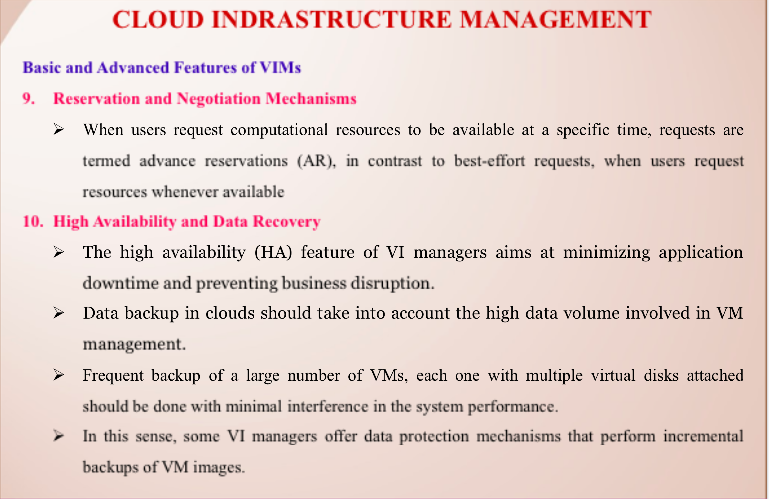 CLOUD INDRASTRUCTURE MANAGEMENT
Basic and Advanced Features of VIMs
9. Reservation and Negotiation Mechanisms
➢ When users request computational resources to be available at a specific time, requests are
termed advance reservations (AR), in contrast to best-effort requests, when users request
resources whenever available
10. High Availability and Data Recovery
➢ The high availability (HA) feature of VI managers aims at minimizing application
downtime and preventing business disruption.
➢ Data backup in clouds should take into account the high data volume involved in VM
management.
➢ Frequent backup of a large number of VMs, each one with multiple virtual disks attached
should be done with minimal interference in the system performance.
➢ In this sense, some VI managers offer data protection mechanisms that perform incremental
backups of VM images.